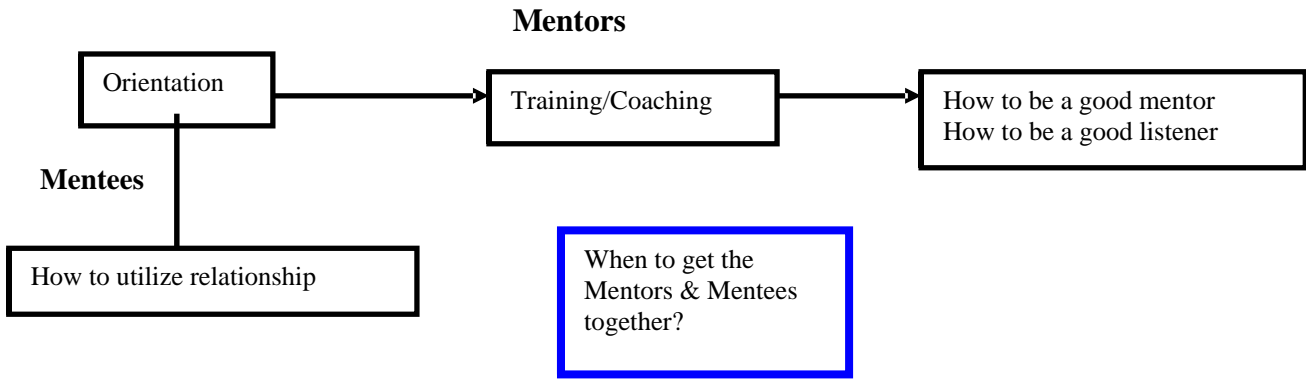 Mentors
Orientation
Training/Coaching
How to be a good mentor
How to be a good listener
Mentees
How to utilize relationship
When to get the
Mentors & Mentees
together?